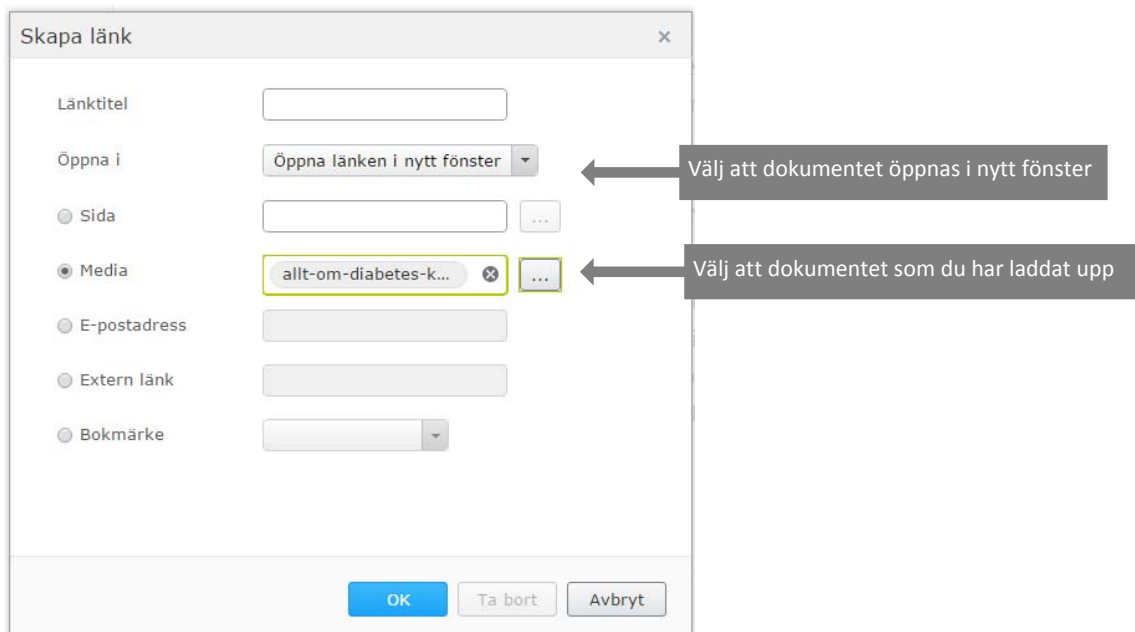 Skapa länk
Länktitel
Öppna i
Öppna länken i nytt fönster
Välj att dokumentet öppnas i nytt fönster
Sida
...
Media
allt-om-diabetes-k...
...
Välj att dokumentet som du har laddat upp
E-postadress
Extern länk
Bokmärke
OK
Ta bort
Avbryt